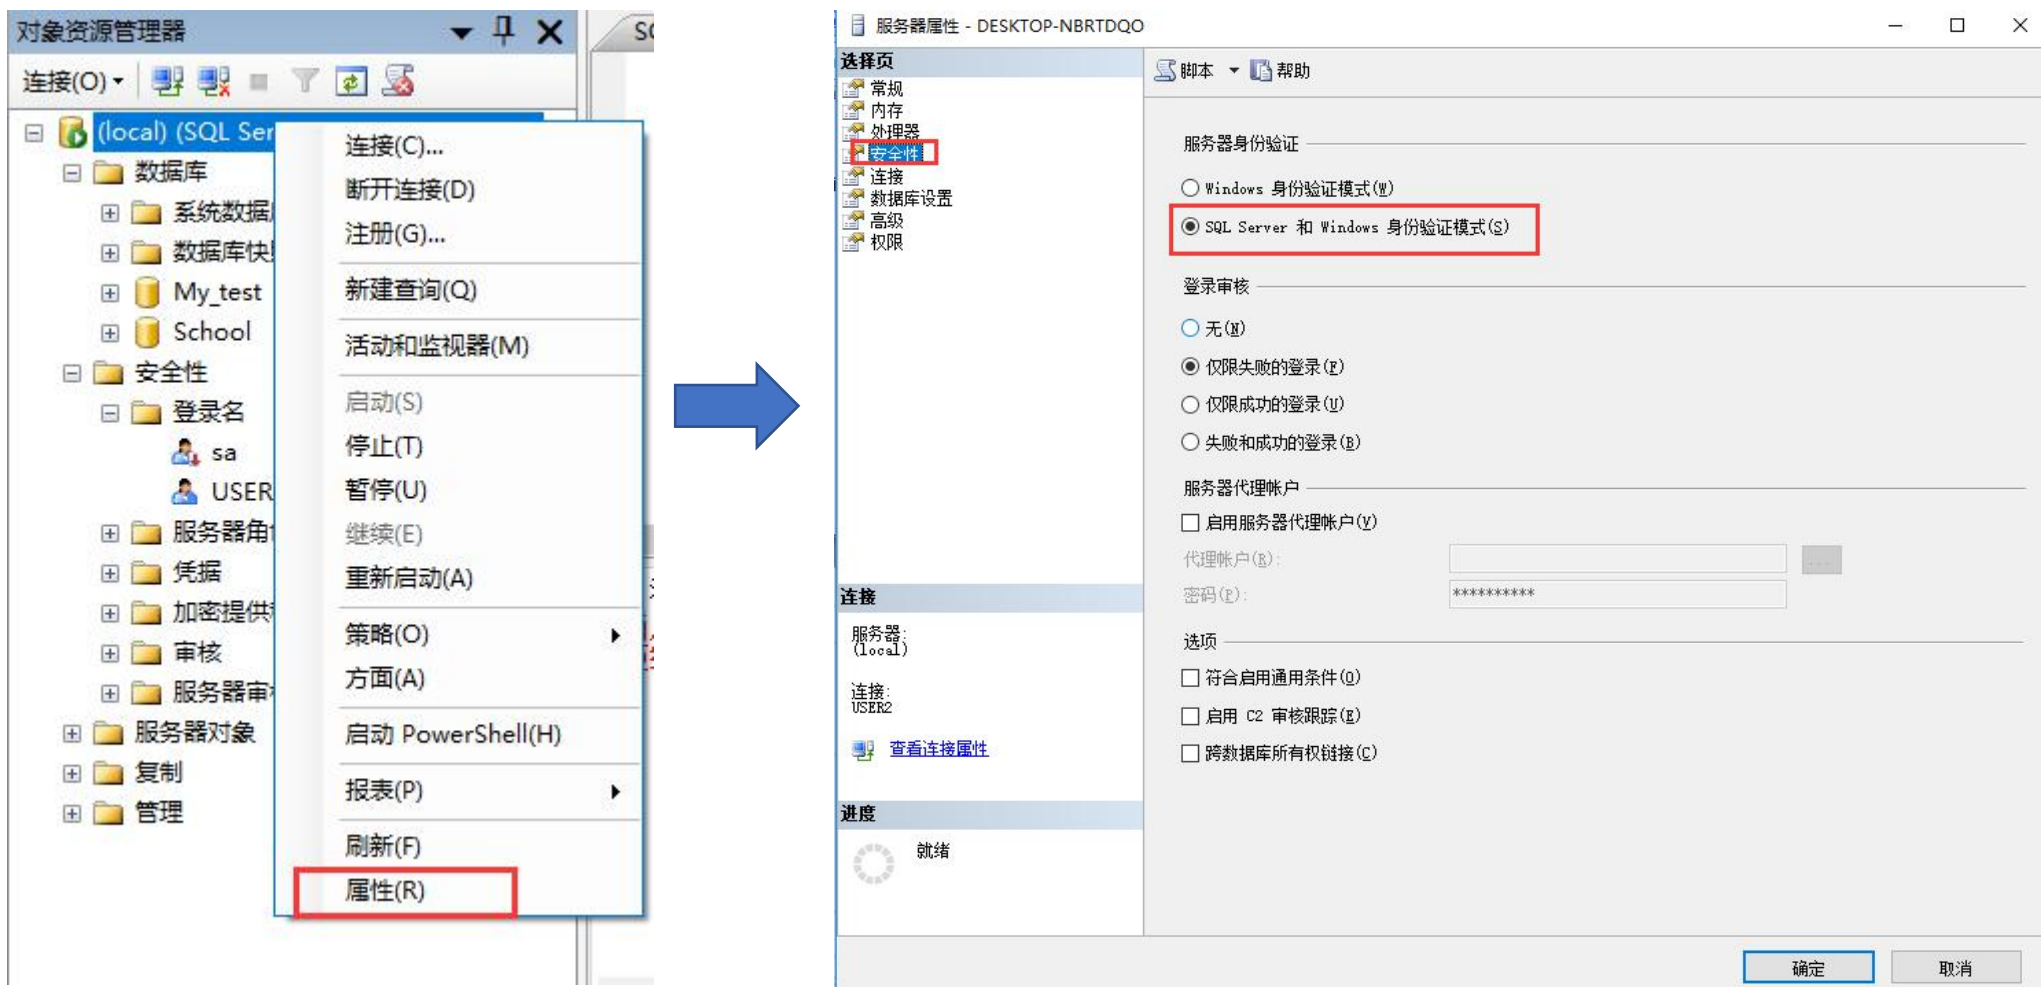 对象资源管理器
连接(O)
(local) (SQL Ser
数据库
系统数据
数据库快
My_test
School
安全性
登录名
sa
USER
服务器角
凭据
加密提供
审核
服务器审
服务器对象
复制
管理
连接(C)...
断开连接(D)
注册(G)...
新建查询(Q)
活动和监视器(M)
启动(S)
停止(T)
暂停(U)
继续(E)
重新启动(A)
策略(O)
方面(A)
启动 PowerShell(H)
报表(P)
刷新(F)
属性(R)
服务器属性 - DESKTOP-NBRTDQO
选择页
常规
内存
处理器
安全性
连接
数据库设置
高级
权限
连接
服务器:
(local)
连接:
USER2
查看连接属性
进度
就绪
脚本 帮助
服务器身份验证
Windows 身份验证模式(W)
SQL Server 和 Windows 身份验证模式(S)
登录审核
无(N)
仅限失败的登录(F)
仅限成功的登录(U)
失败和成功的登录(B)
服务器代理帐户
启用服务器代理帐户(V)
代理帐户(R):
...
密码(P):
**********
选项
符合启用通用条件(O)
启用 C2 审核跟踪(E)
跨数据库所有权链接(C)
确定
取消